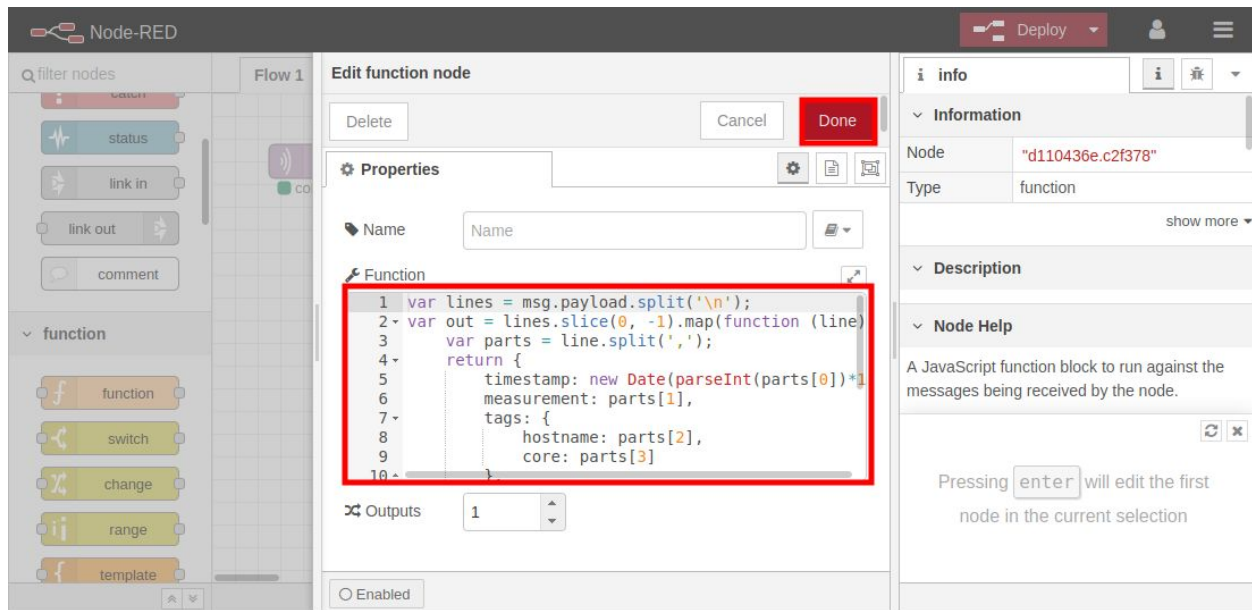 Node-RED
Deploy
filter nodes
catch
status
link in
link out
comment
function
function
switch
change
range
template
Flow 1
co
Edit function node
Delete
Cancel
Done
Properties
Name
Name
Function
1 var lines = msg.payload.split('\n');
2 var out = lines.slice(0, -1).map(function (line)
3 var parts = line.split(',');
4 return {
5 timestamp: new Date(parseInt(parts[0])*1
6 measurement: parts[1],
7 tags: {
8 hostname: parts[2],
9 core: parts[3]
10 },
Outputs
1
Enabled
i info
i
Information
Node "d110436e.c2f378"
Type function
show more
Description
Node Help
A JavaScript function block to run against the
messages being received by the node.
Pressing enter will edit the first
node in the current selection